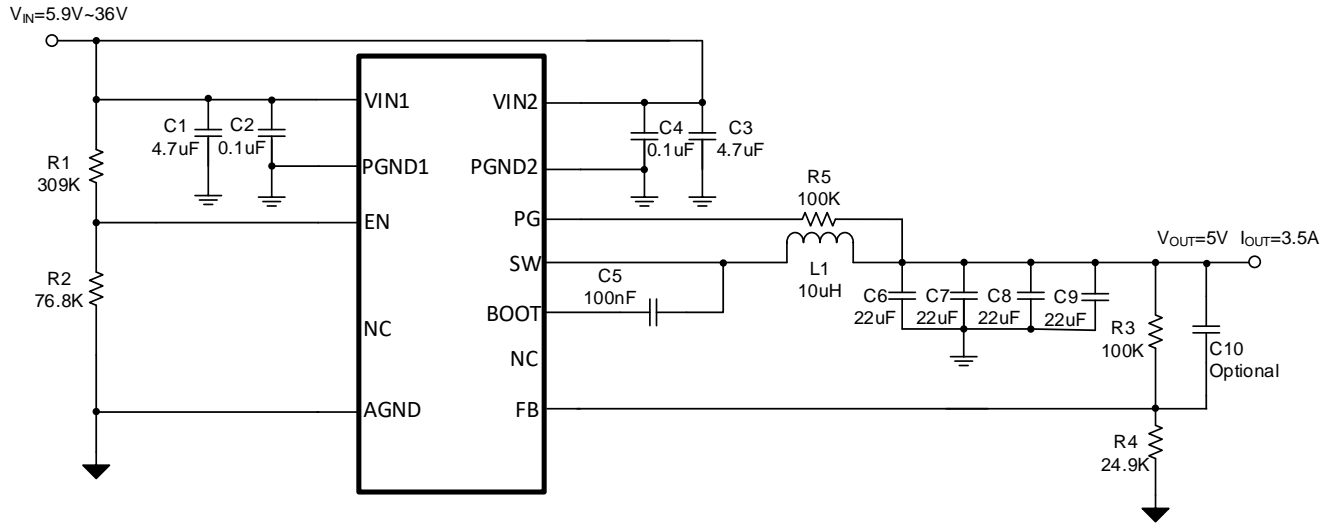 VIN=5.9V~36V
VIN1
VIN2
C1
4.7uF
C2
0.1uF
C4
0.1uF
C3
4.7uF
R1
309K
PGND1
PGND2
R5
100K
EN
PG
VOUT=5V IOUT=3.5A
SW
L1
10uH
R2
76.8K
C5
100nF
C6
22uF
C7
22uF
C8
22uF
C9
22uF
BOOT
NC
R3
100K
C10
Optional
NC
AGND
FB
R4
24.9K